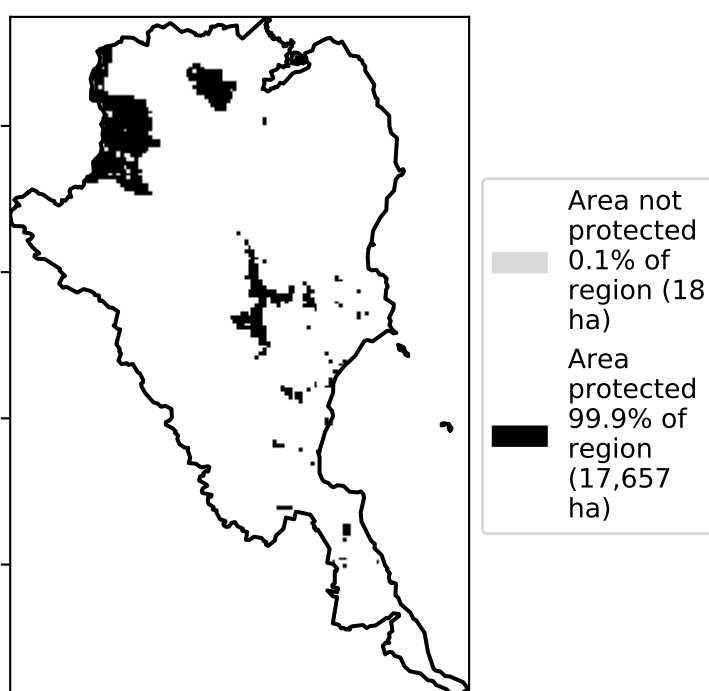 Area not
protected
0.1% of
region (18
ha)
Area
protected
99.9% of
region
(17,657
ha)